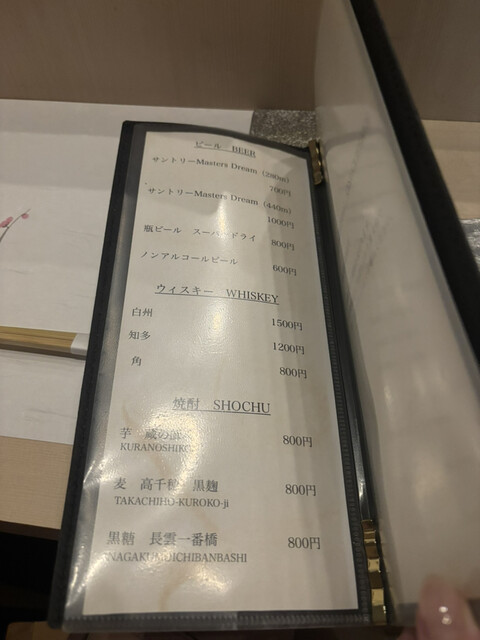 ビール BEER
サントリーMasters Dream (280ml)
700円
サントリーMasters Dream (440ml)
1000円
瓶ビール スーパードライ
800円
ノンアルコールビール
600円
ウィスキー WHISKEY
白州 1500円
知多 1200円
角 800円
焼酎 SHOCHU
芋 蔵の師 800円
KURANOSHIKO
麦 高千穂 黒麹 800円
TAKACHIHO-KUROKO-ji
黒糖 長雲一番橋 800円
NAGAKUMOICHIBANBASHI